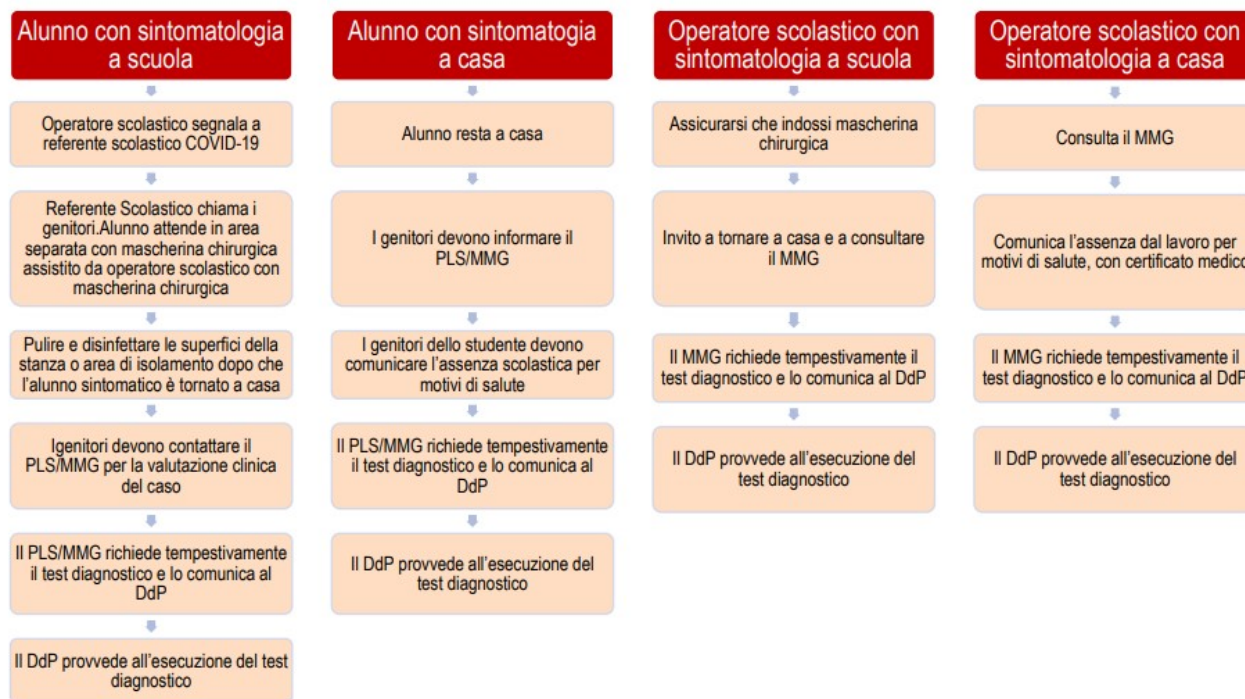 Alunno con sintomatologia
a scuola
Operatore scolastico segnala a
referente scolastico COVID-19
Referente Scolastico chiama i
genitori.Alunno attende in area
separata con mascherina chirurgica
assistito da operatore scolastico con
mascherina chirurgica
Pulire e disinfettare le superfici della
stanza o area di isolamento dopo che
l'alunno sintomatico è tornato a casa
Igenitori devono contattare il
PLS/MMG per la valutazione clinica
del caso
Il PLS/MMG richiede tempestivamente
il test diagnostico e lo comunica al
DdP
Il DdP provvede all'esecuzione del test
diagnostico
Alunno con sintomatogia
a casa
Alunno resta a casa
I genitori devono informare il
PLS/MMG
I genitori dello studente devono
comunicare l'assenza scolastica per
motivi di salute
Il PLS/MMG richiede tempestivamente
il test diagnostico e lo comunica al
DdP
Il DdP provvede all'esecuzione del
test diagnostico
Operatore scolastico con
sintomatologia a scuola
Assicurarsi che indossi mascherina
chirurgica
Invito a tornare a casa e a consultare
il MMG
Il MMG richiede tempestivamente il
test diagnostico e lo comunica al DdP
Il DdP provvede all'esecuzione del
test diagnostico
Operatore scolastico con
sintomatologia a casa
Consulta il MMG
Comunica l'assenza dal lavoro per
motivi di salute, con certificato medico
Il MMG richiede tempestivamente il
test diagnostico e lo comunica al DdP
Il DdP provvede all'esecuzione del
test diagnostico